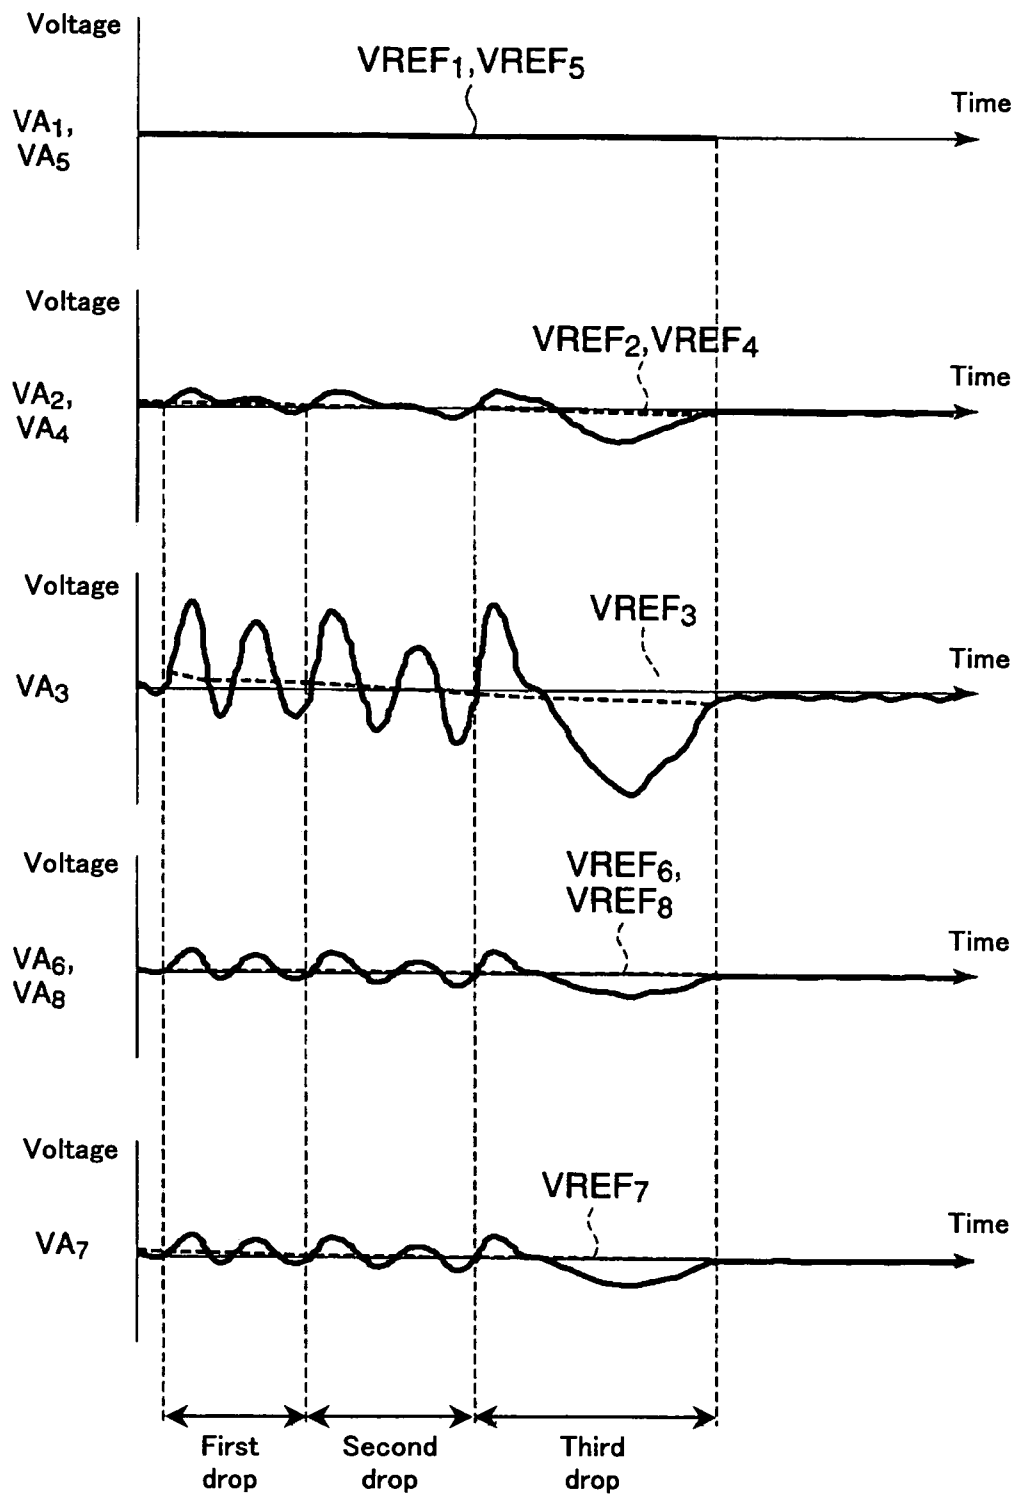 Voltage
VREF1,VREF5
Time
VA1,
VA5
Voltage
VREF2,VREF4
Time
VA2,
VA4
Voltage
VREF3
Time
VA3
Voltage
VREF6,
VREF8
Time
VA6,
VA8
Voltage
VREF7
Time
VA7
First
drop
Second
drop
Third
drop